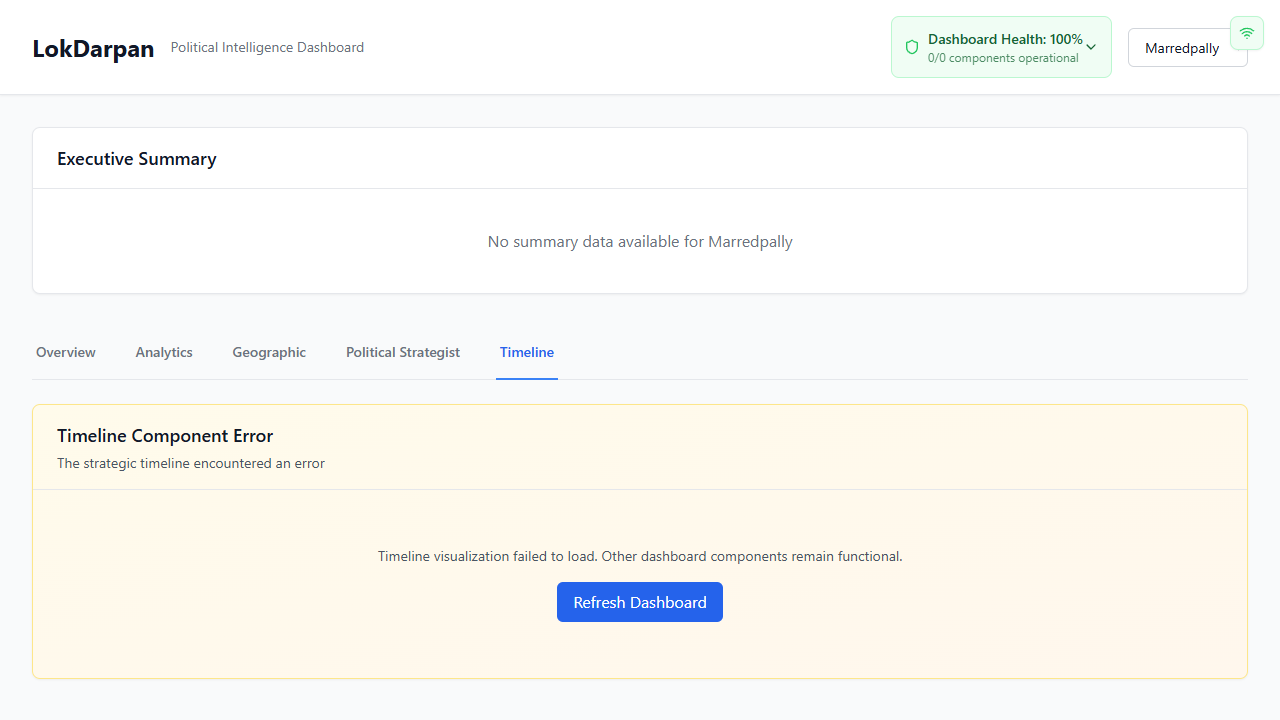 LokDarpan
Political Intelligence Dashboard
Dashboard Health: 100%
0/0 components operational
Marredpally
Executive Summary
No summary data available for Marredpally
Overview
Analytics
Geographic
Political Strategist
Timeline
Timeline Component Error
The strategic timeline encountered an error
Timeline visualization failed to load. Other dashboard components remain functional.
Refresh Dashboard